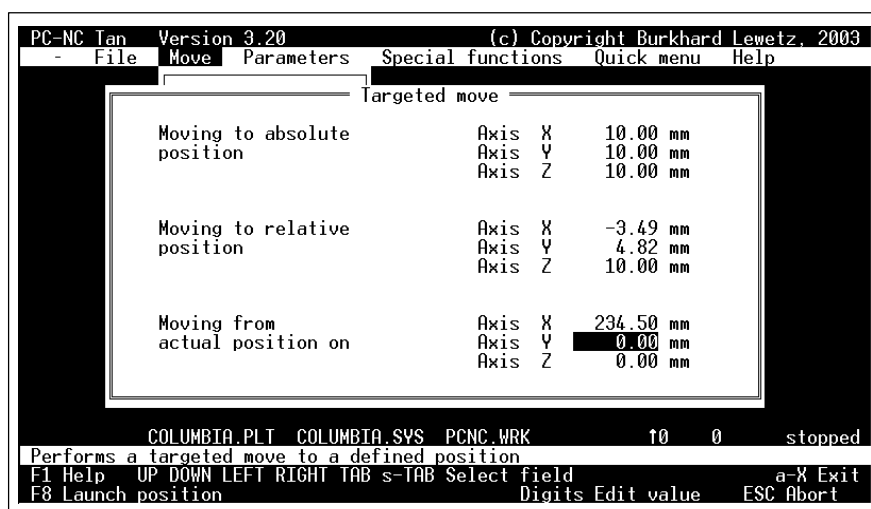 PC-NC Tan Version 3.20 (c) Copyright Burkhard Lewetz, 2003
- File Move Parameters Special functions Quick menu Help
Targeted move
Moving to absolute Axis X 10.00 mm
position Axis Y 10.00 mm
Axis Z 10.00 mm
Moving to relative Axis X -3.49 mm
position Axis Y 4.82 mm
Axis Z 10.00 mm
Moving from Axis X 234.50 mm
actual position on Axis Y 0.00 mm
Axis Z 0.00 mm
COLUMBIA.PLT COLUMBIA.SYS PCNC.WRK ↑0 0 stopped
Performs a targeted move to a defined position
F1 Help UP DOWN LEFT RIGHT TAB s-TAB Select field a-X Exit
F8 Launch position Digits Edit value ESC Abort